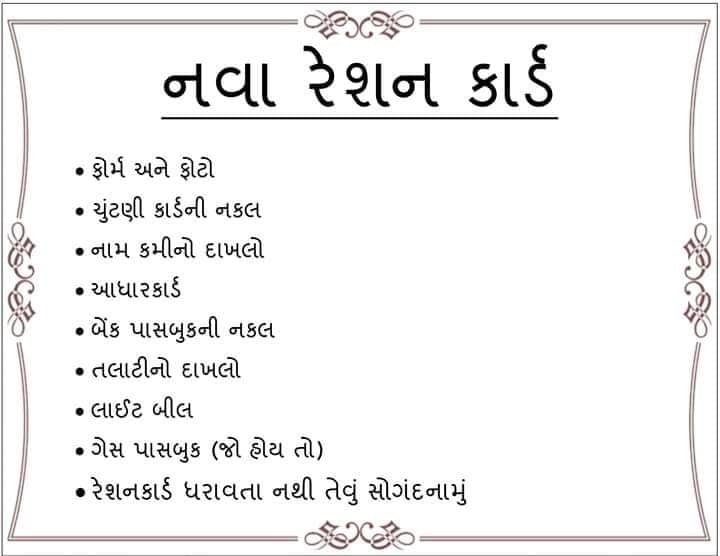 નવા રેશન કાર્ડ
• ફોર્મ અને ફોટો
• ચુંટણી કાર્ડની નકલ
• નામ કમીનો દાખલો
• આધારકાર્ડ
• બેંક પાસબુકની નકલ
• તલાટીનો દાખલો
• લાઈટ બીલ
• ગેસ પાસબુક (જો હોય તો)
• રેશનકાર્ડ ધરાવતા નથી તેવું સોગંદનામું